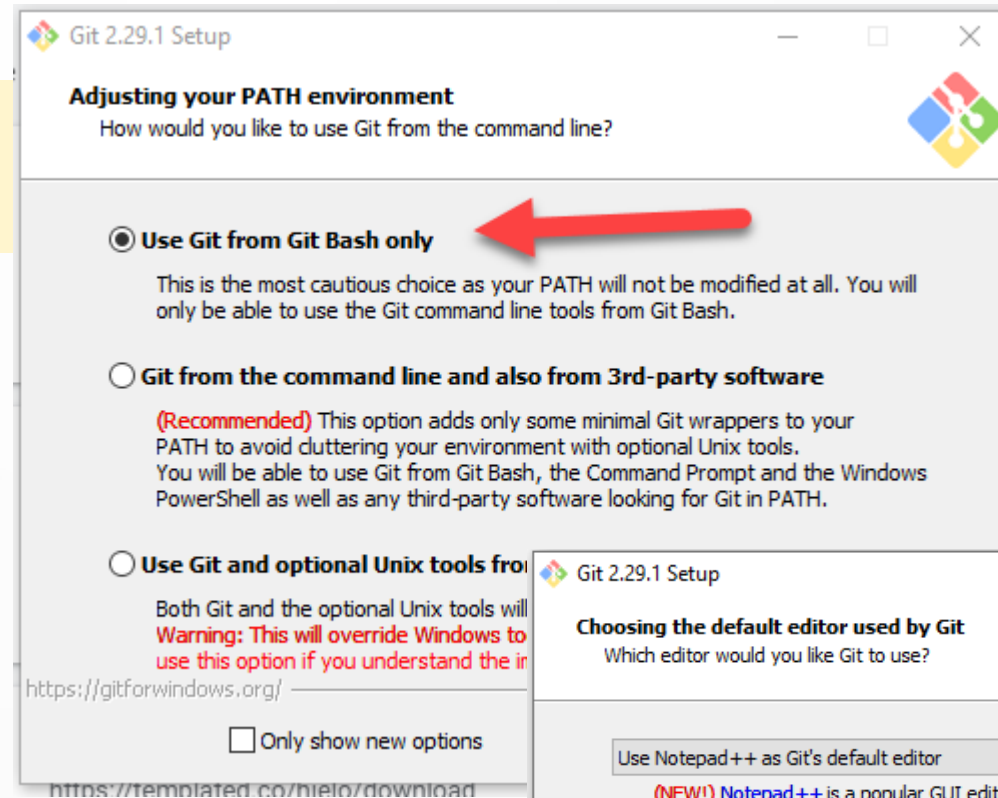 Git 2.29.1 Setup
Adjusting your PATH environment
How would you like to use Git from the command line?
Use Git from Git Bash only
This is the most cautious choice as your PATH will not be modified at all. You will
only be able to use the Git command line tools from Git Bash.
Git from the command line and also from 3rd-party software
(Recommended) This option adds only some minimal Git wrappers to your
PATH to avoid cluttering your environment with optional Unix tools.
You will be able to use Git from Git Bash, the Command Prompt and the Windows
PowerShell as well as any third-party software looking for Git in PATH.
Use Git and optional Unix tools
Both Git and the optional Unix tools will
Warning: This will override Windows
use this option if you understand the
https://gitforwindows.org/
Only show new options
https://templated.co/hielo/download
Git 2.29.1 Setup
Choosing the default editor used by Git
Which editor would you like Git to use?
Use Notepad++ as Git's default editor
(NEW!) Notepad++ is a popular GUI